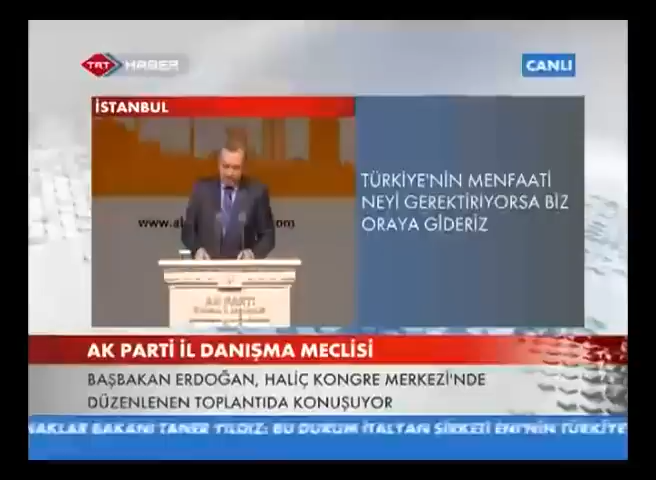 TRT HABER
CANLI
İSTANBUL
TÜRKİYE'NİN MENFAATİ
NEYİ GEREKTİRİYORSA BİZ
ORAYA GİDERİZ
AK PARTİ
AK PARTİ İL DANIŞMA MECLİSİ
BAŞBAKAN ERDOĞAN, HALİÇ KONGRE MERKEZİ'NDE
DÜZENLENEN TOPLANTIDA KONUŞUYOR
NAKLAR BAKANI TANER YILDIZ: BU DURUM İTALYAN ŞİRKETİ ENI'NİN TÜRKİYE'